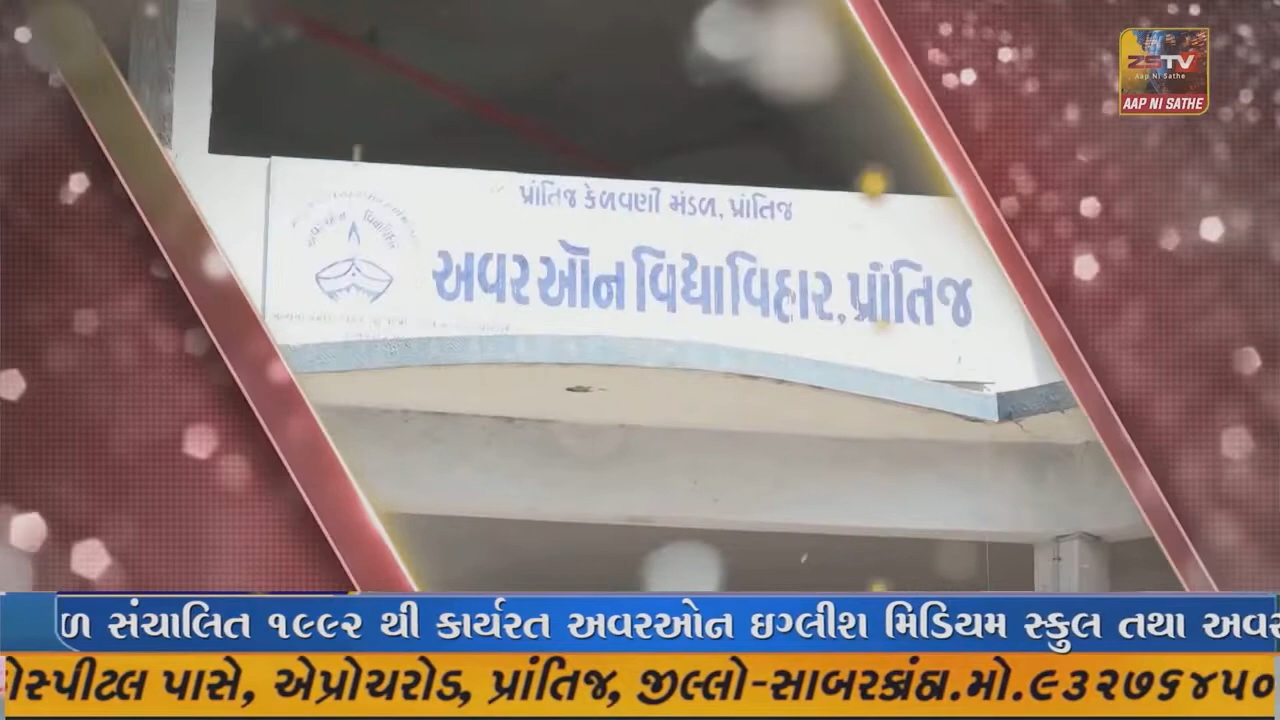 ZSTV
Aap Ni Sathe
AAP NI SATHE
પ્રાંતિજ કેળવણી મંડળ, પ્રાંતિજ
અવર ઑન વિદ્યાવિહાર, પ્રાંતિજ
ળ સંચાલિત ૧૯૯૨ થી કાર્યરત અવરઓન ઇગ્લીશ મિડિયમ સ્કુલ તથા અવર
ોસ્પીટલ પાસે, એપ્રોચરોડ, પ્રાંતિજ, જીલ્લો-સાબરકાંઠા.મો.૯૩૨૭૬૪૫૦